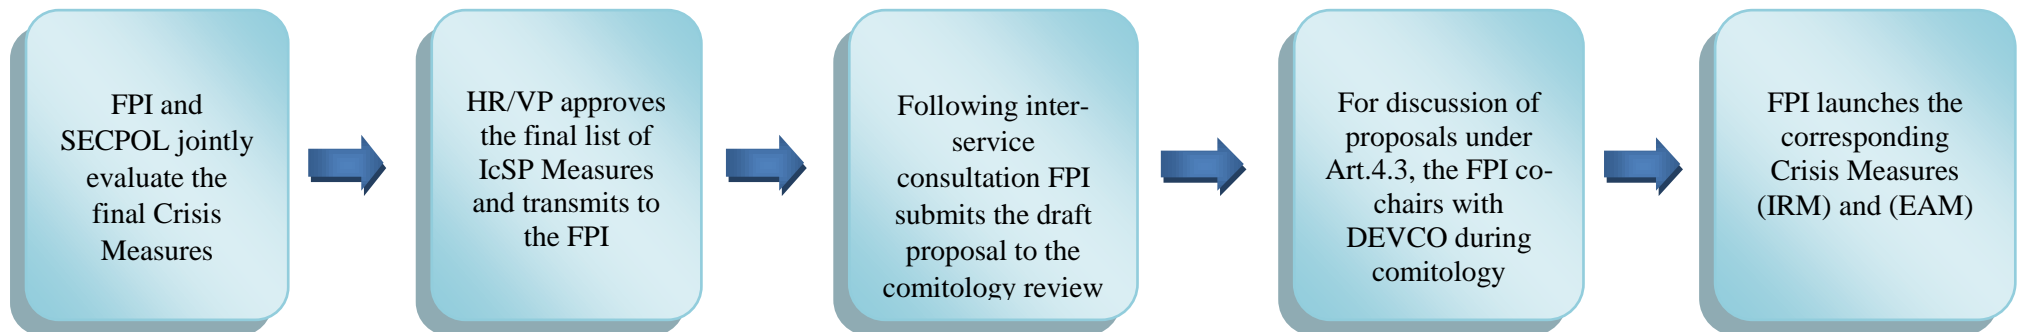 FPI and
SECPOL jointly
evaluate the
final Crisis
Measures
HR/VP approves
the final list of
IcSP Measures
and transmits to
the FPI
Following inter-
service
consultation FPI
submits the draft
proposal to the
comitology review
For discussion of
proposals under
Art.4.3, the FPI co-
chairs with
DEVCO during
comitology
FPI launches the
corresponding
Crisis Measures
(IRM) and (EAM)